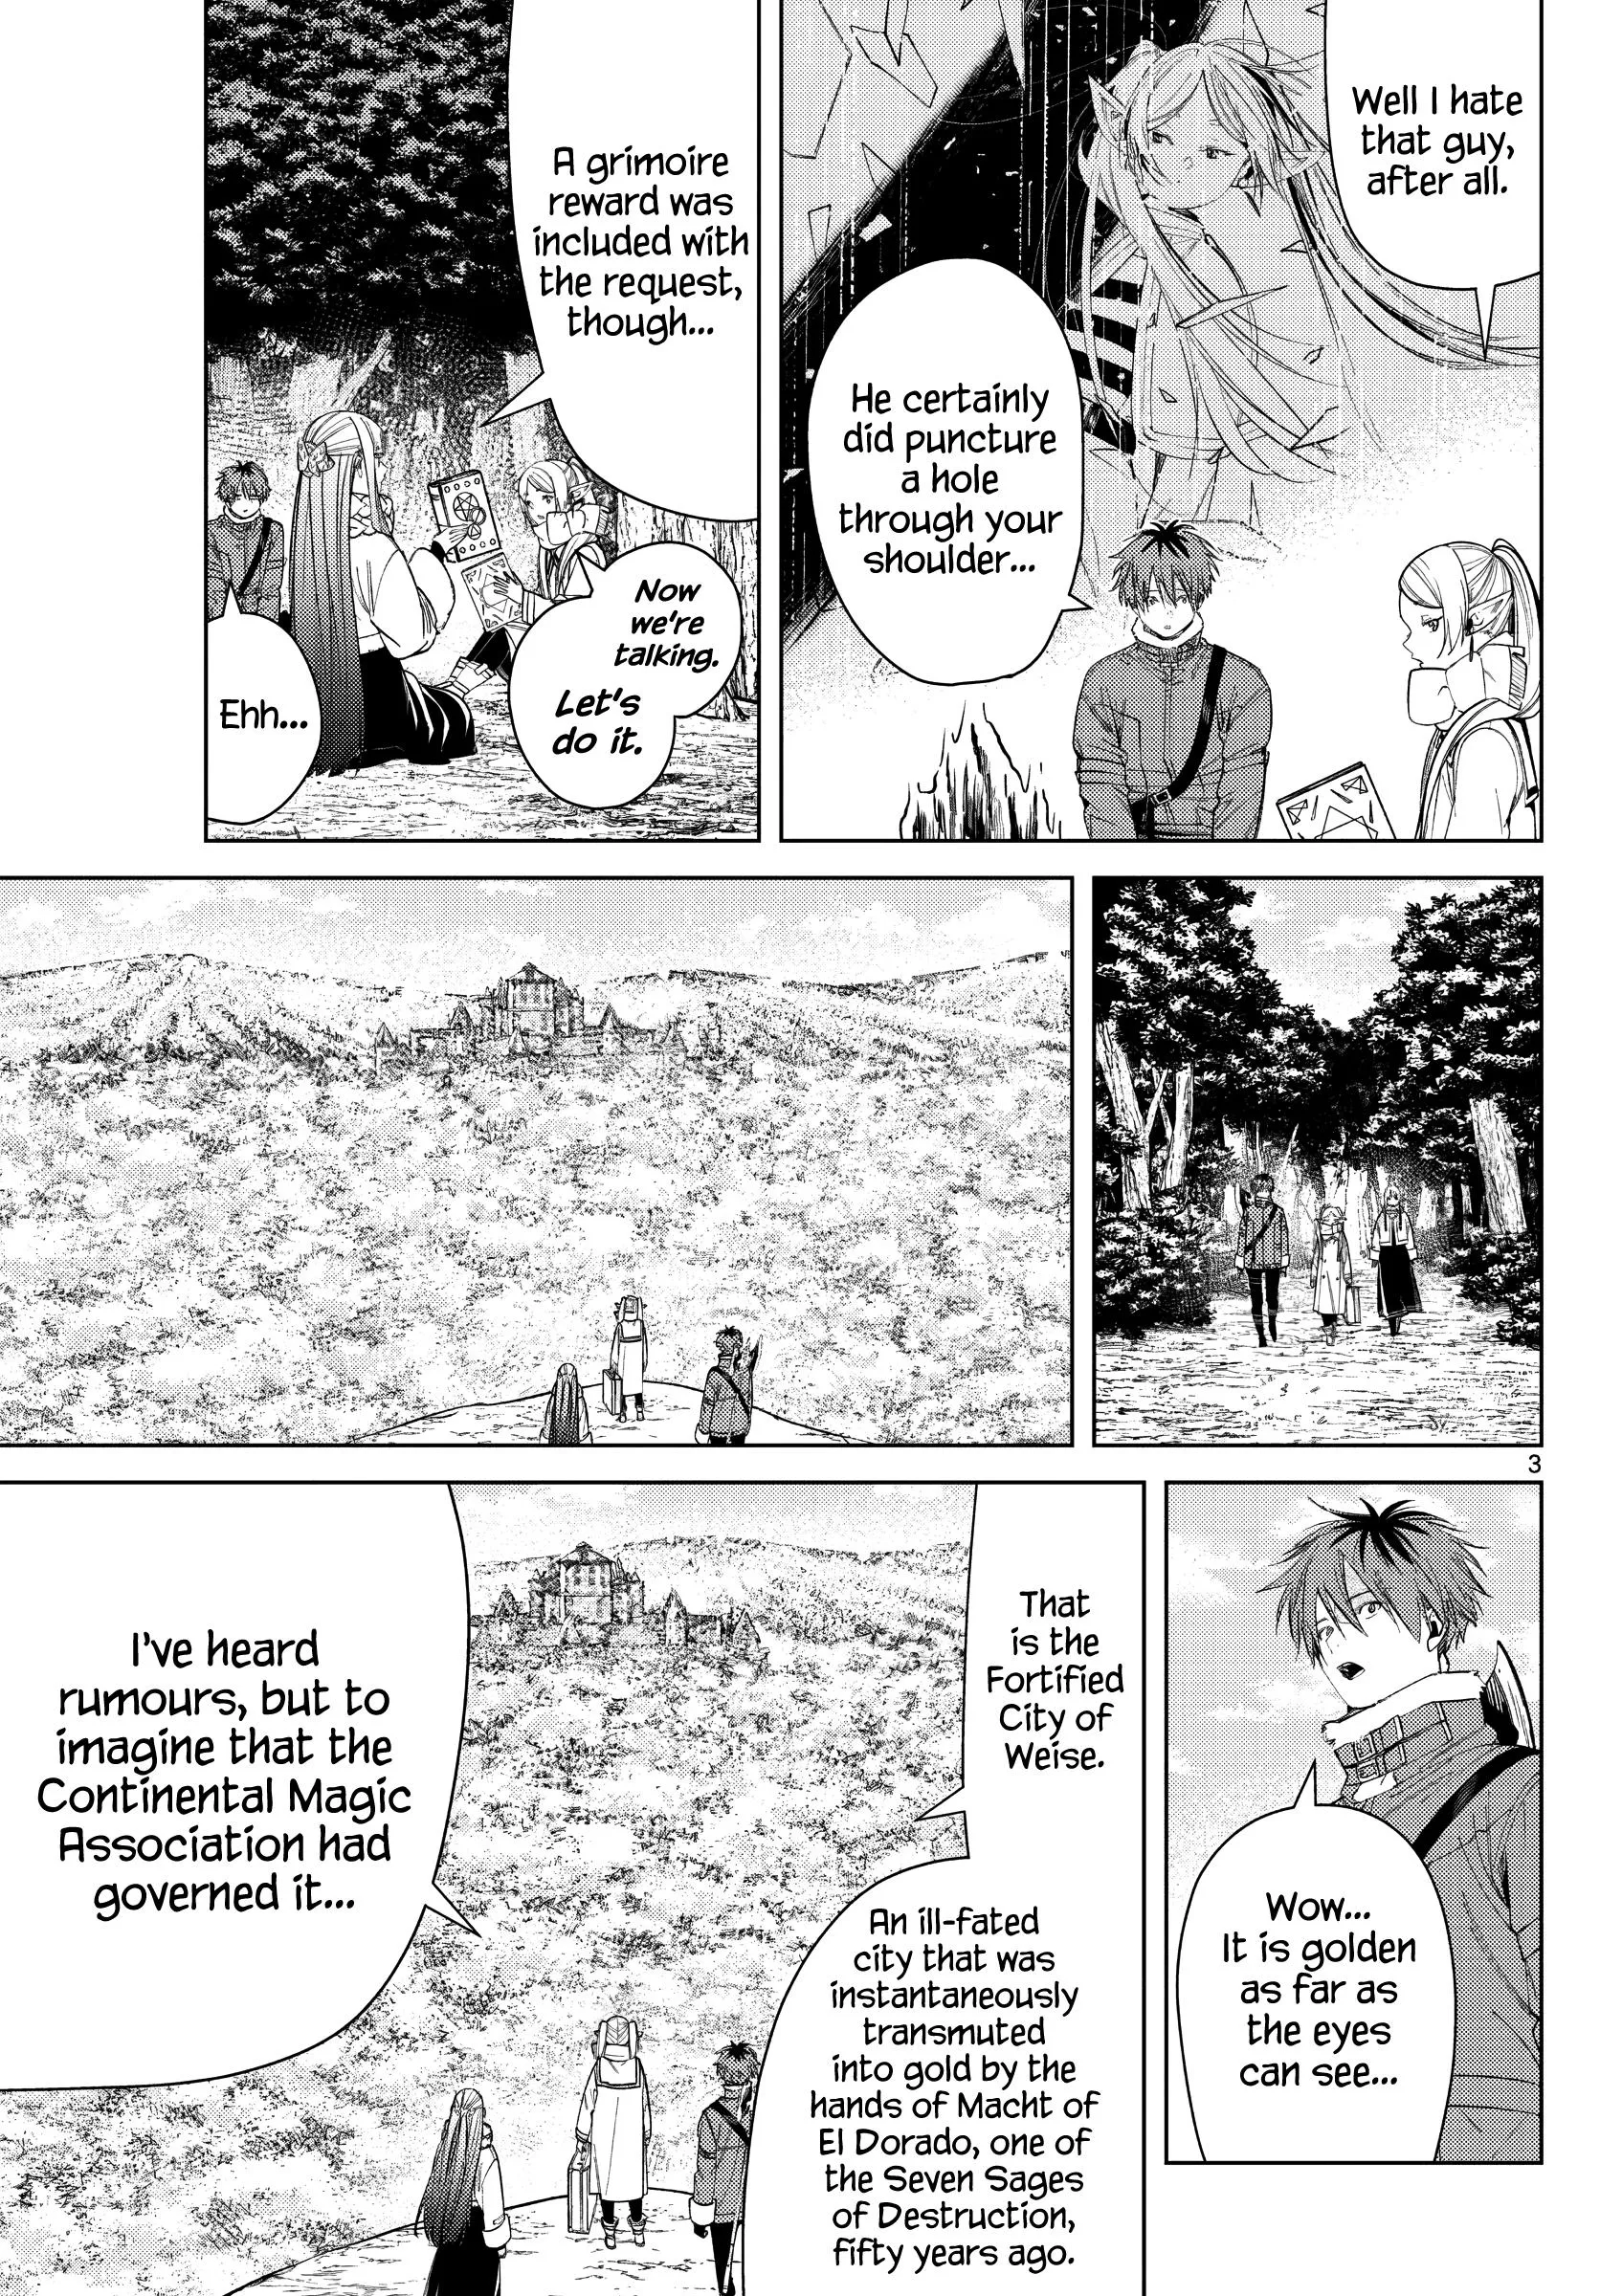 Well I hate
that guy,
after all.
He certainly
did puncture
a hole
through your
shoulder...
A grimoire
reward was
included with
the request,
though...
Now
we're
talking.
Let's
do it.
Ehh...
3
Wow...
It is golden
as far as
the eyes
can see...
That
is the
Fortified
City of
Weise.
An ill-fated
city that was
instantaneously
transmuted
into gold by the
hands of Macht of
El Dorado, one of
the Seven Sages
of Destruction,
fifty years ago.
I've heard
rumours, but to
imagine that the
Continental Magic
Association had
governed it...